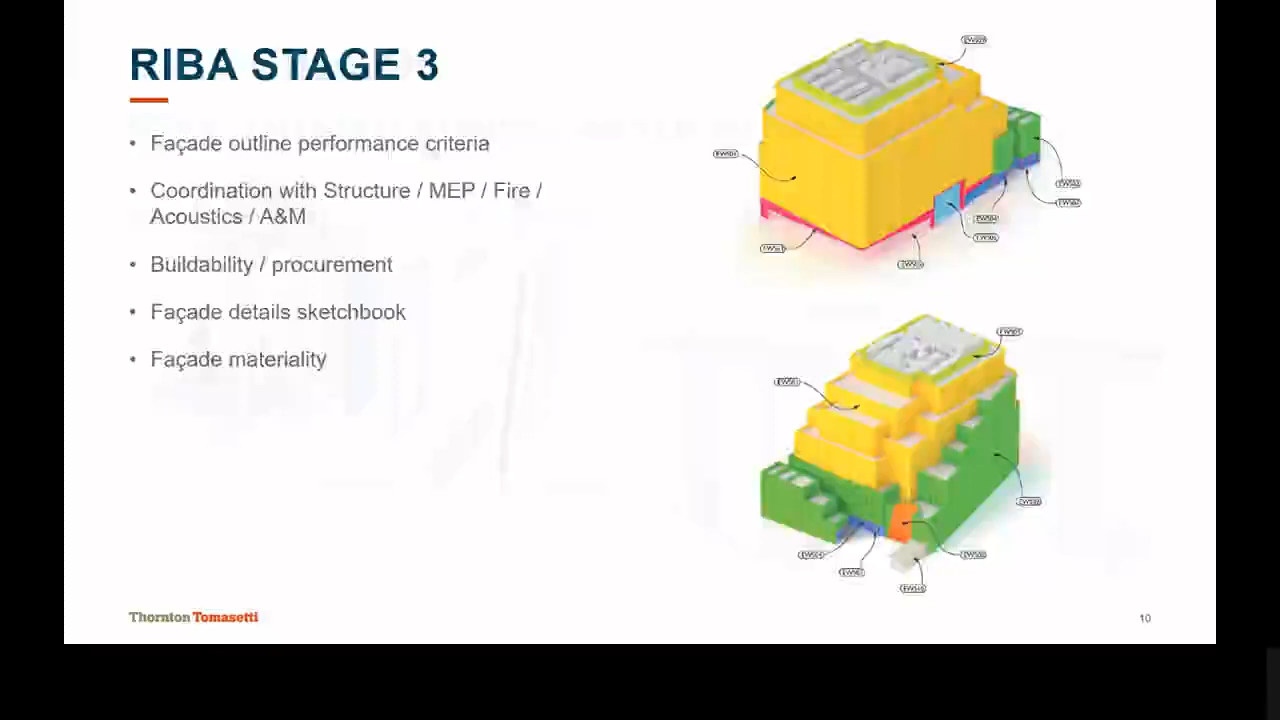 RIBA STAGE 3
• Façade outline performance criteria
• Coordination with Structure / MEP / Fire /
Acoustics / A&M
• Buildability / procurement
• Façade details sketchbook
• Façade materiality
Thornton Tomasetti
10